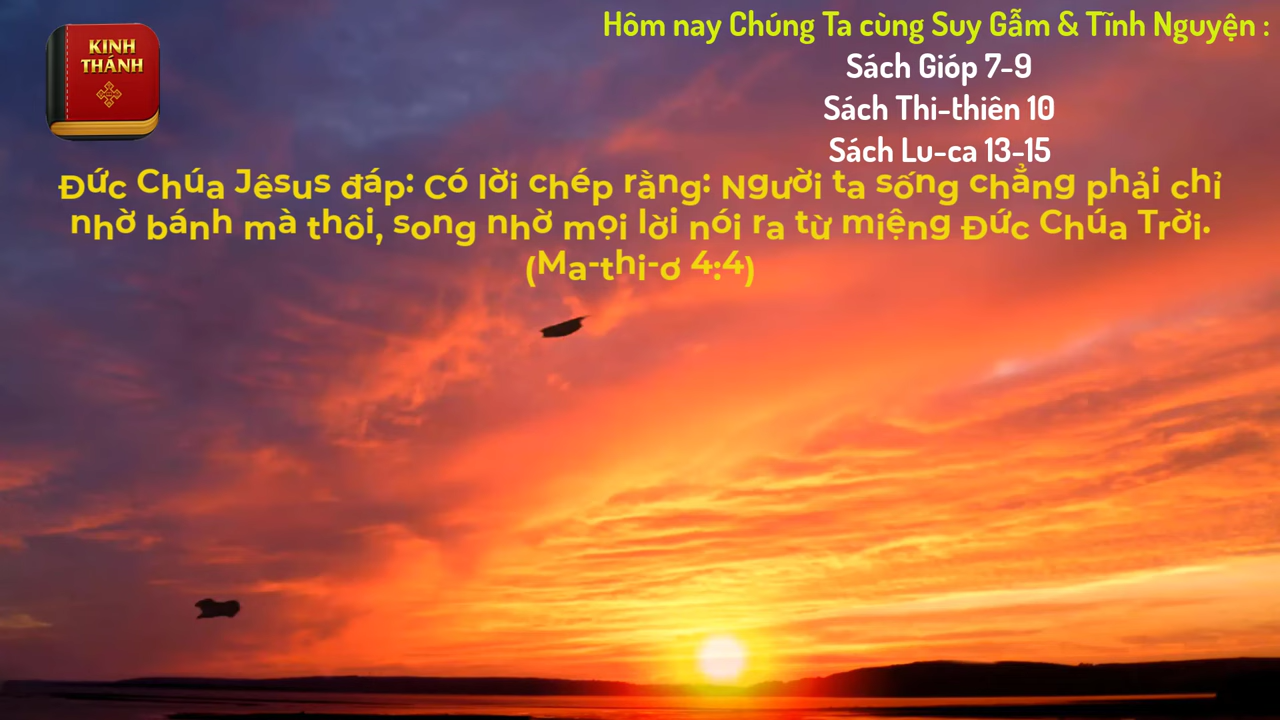 KINH
THÁNH
Hôm nay Chúng Ta cùng Suy Gẫm & Tĩnh Nguyện :
Sách Gióp 7-9
Sách Thi-thiên 10
Sách Lu-ca 13-15
Đức Chúa Jêsus đáp: Có lời chép rằng: Người ta sống chẳng phải chỉ
nhờ bánh mà thôi, song nhờ mọi lời nói ra từ miệng Đức Chúa Trời.
(Ma-thi-ơ 4:4)